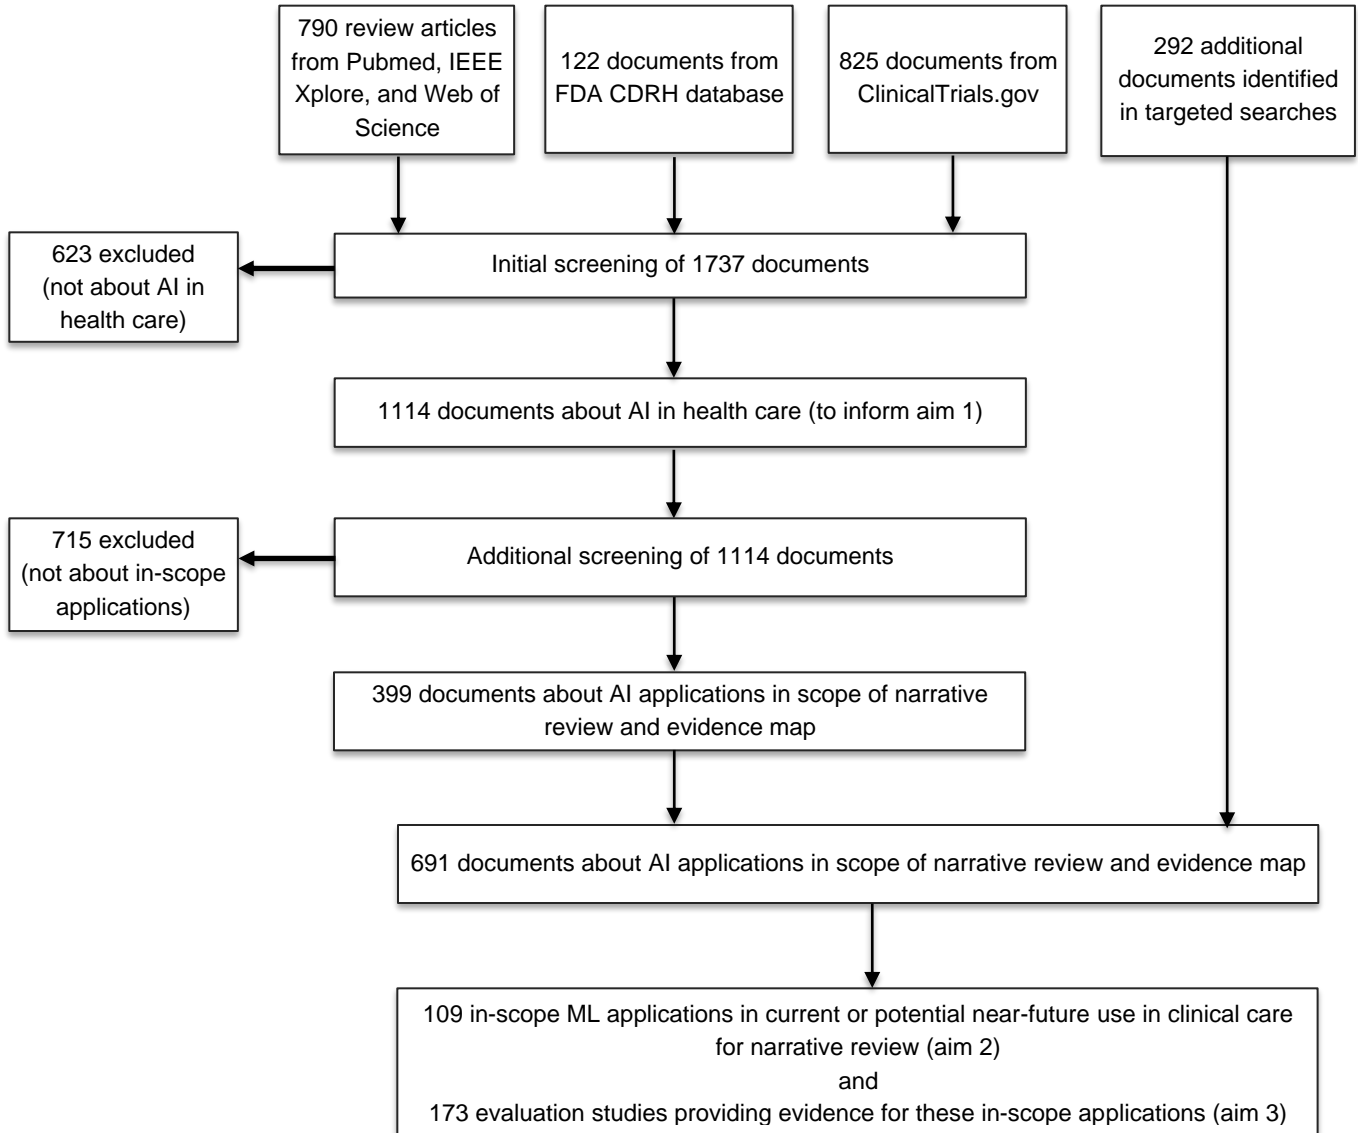 790 review articles
from Pubmed, IEEE
Xplore, and Web of
Science
122 documents from
FDA CDRH database
825 documents from
ClinicalTrials.gov
292 additional
documents identified
in targeted searches
623 excluded
(not about AI in
health care)
Initial screening of 1737 documents
1114 documents about AI in health care (to inform aim 1)
715 excluded
(not about in-scope
applications)
Additional screening of 1114 documents
399 documents about AI applications in scope of narrative
review and evidence map
691 documents about AI applications in scope of narrative review and evidence map
109 in-scope ML applications in current or potential near-future use in clinical care
for narrative review (aim 2)
and
173 evaluation studies providing evidence for these in-scope applications (aim 3)